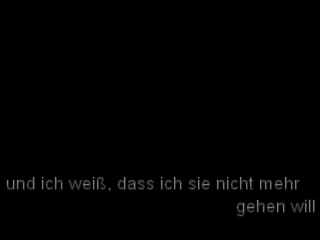 und ich weiß, dass ich sie nicht mehr
gehen will